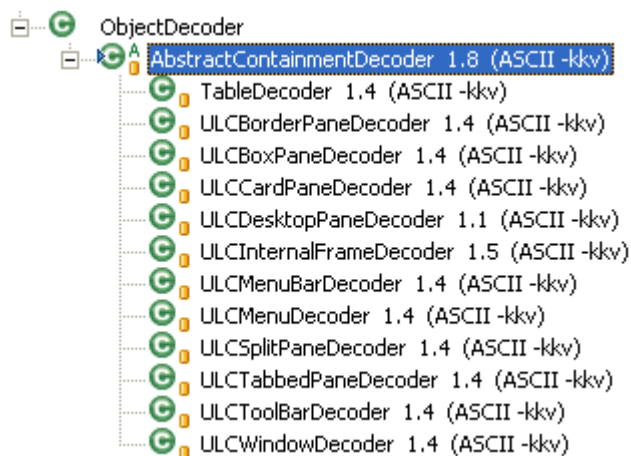 ObjectDecoder
AbstractContainmentDecoder 1.8 (ASCII -kkv)
TableDecoder 1.4 (ASCII -kkv)
ULCBorderPaneDecoder 1.4 (ASCII -kkv)
ULCBoxPaneDecoder 1.4 (ASCII -kkv)
ULCCardPaneDecoder 1.4 (ASCII -kkv)
ULCDesktopPaneDecoder 1.1 (ASCII -kkv)
ULCInternalFrameDecoder 1.5 (ASCII -kkv)
ULCMenuBarDecoder 1.4 (ASCII -kkv)
ULCMenuDecoder 1.4 (ASCII -kkv)
ULCSplitPaneDecoder 1.4 (ASCII -kkv)
ULCTabbedPaneDecoder 1.4 (ASCII -kkv)
ULCToolBarDecoder 1.4 (ASCII -kkv)
ULCWindowDecoder 1.4 (ASCII -kkv)